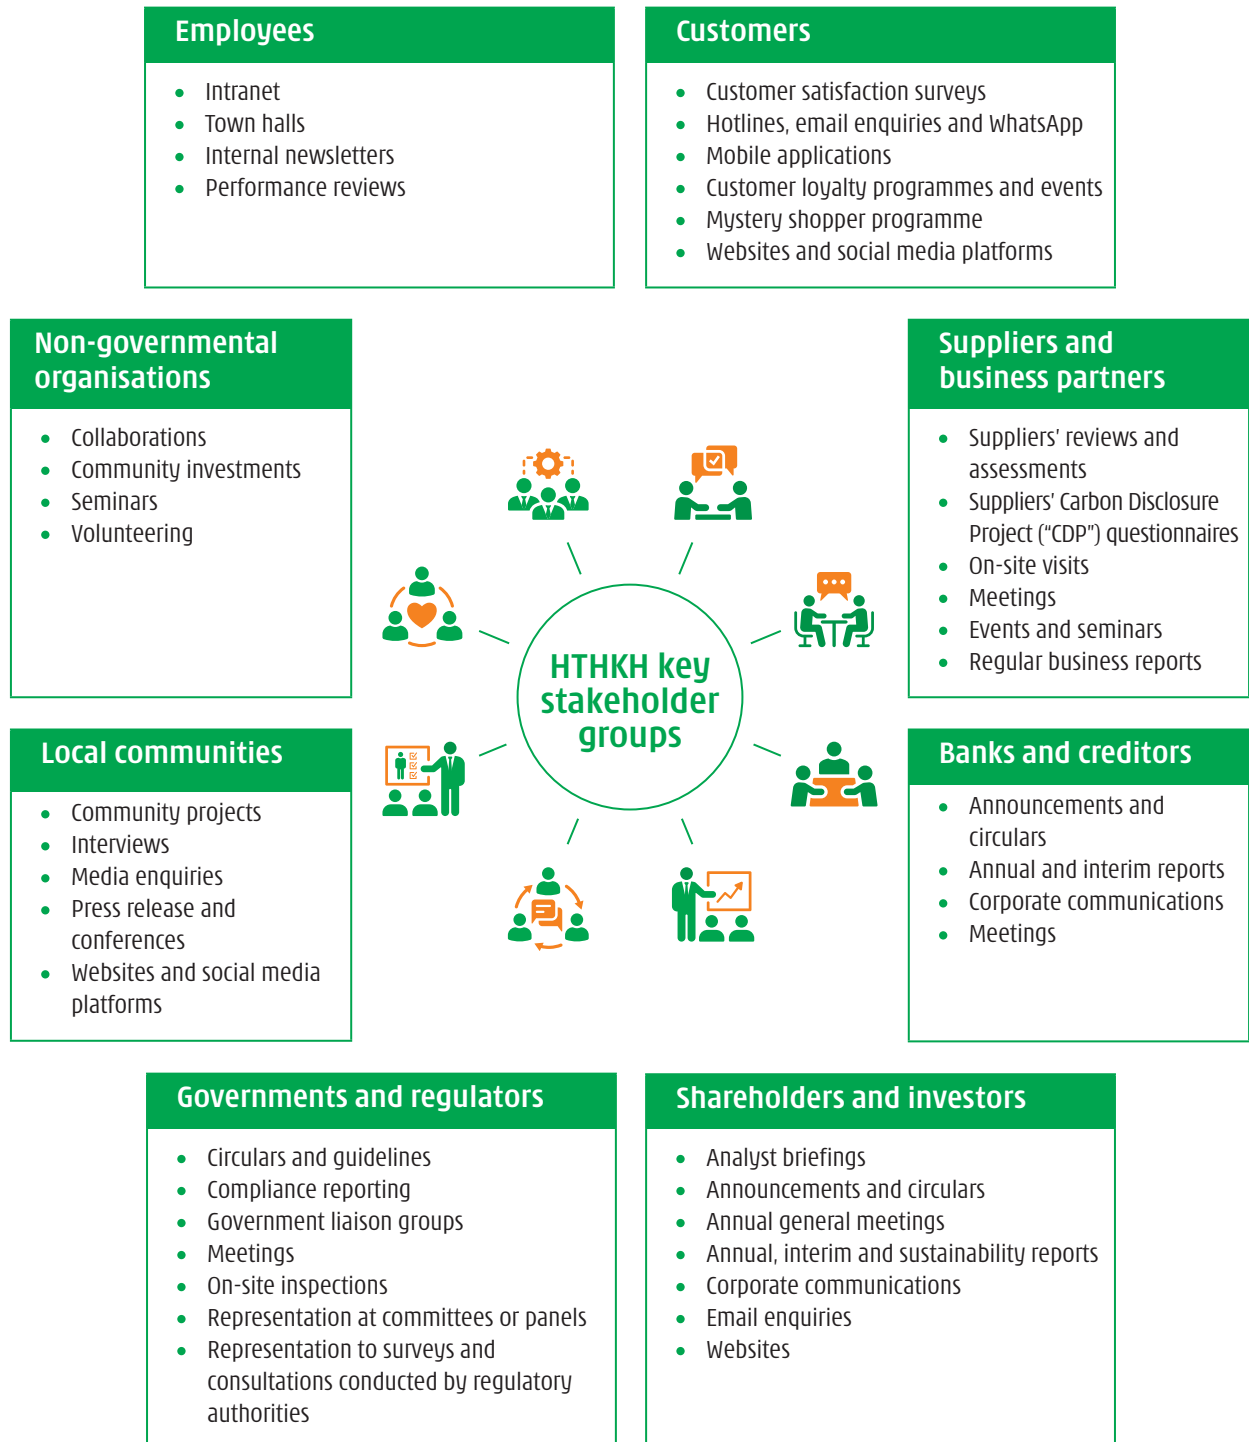 Employees
• Intranet
• Town halls
• Internal newsletters
• Performance reviews
Customers
• Customer satisfaction surveys
• Hotlines, email enquiries and WhatsApp
• Mobile applications
• Customer loyalty programmes and events
• Mystery shopper programme
• Websites and social media platforms
Non-governmental
organisations
• Collaborations
• Community investments
• Seminars
• Volunteering
Suppliers and
business partners
• Suppliers’ reviews and
assessments
• Suppliers’ Carbon Disclosure
Project (“CDP”) questionnaires
• On-site visits
• Meetings
• Events and seminars
• Regular business reports
HTHKH key
stakeholder
groups
Local communities
• Community projects
• Interviews
• Media enquiries
• Press release and
conferences
• Websites and social media
platforms
Banks and creditors
• Announcements and
circulars
• Annual and interim reports
• Corporate communications
• Meetings
Governments and regulators
• Circulars and guidelines
• Compliance reporting
• Government liaison groups
• Meetings
• On-site inspections
• Representation at committees or panels
• Representation to surveys and
consultations conducted by regulatory
authorities
Shareholders and investors
• Analyst briefings
• Announcements and circulars
• Annual general meetings
• Annual, interim and sustainability reports
• Corporate communications
• Email enquiries
• Websites